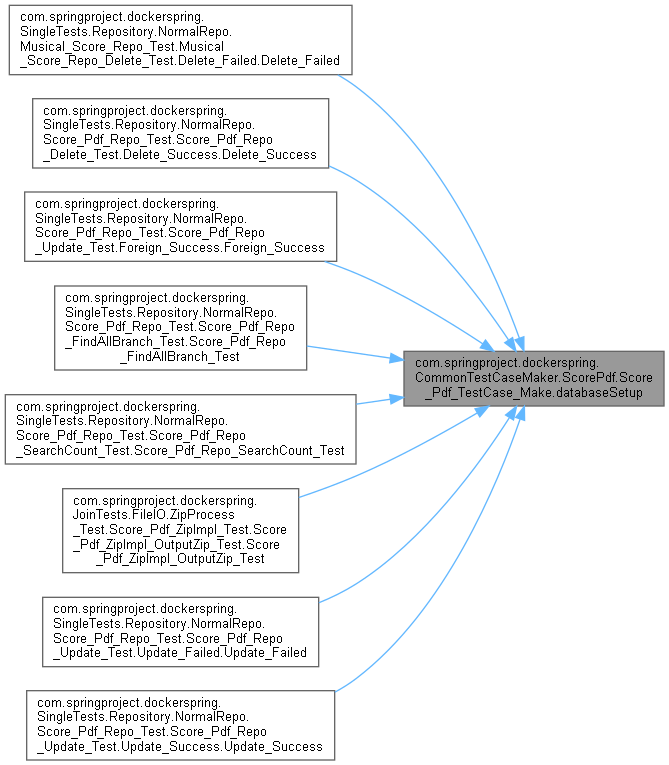 com.springproject.dockerspring.
SingleTests.Repository.NormalRepo.
Musical_Score_Repo_Test.Musical
_Score_Repo_Delete_Test.Delete_Failed.Delete_Failed
com.springproject.dockerspring.
SingleTests.Repository.NormalRepo.
Score_Pdf_Repo_Test.Score_Pdf_Repo
_Delete_Test.Delete_Success.Delete_Success
com.springproject.dockerspring.
SingleTests.Repository.NormalRepo.
Score_Pdf_Repo_Test.Score_Pdf_Repo
_Update_Test.Foreign_Success.Foreign_Success
com.springproject.dockerspring.
SingleTests.Repository.NormalRepo.
Score_Pdf_Repo_Test.Score_Pdf_Repo
_FindAllBranch_Test.Score_Pdf_Repo
_FindAllBranch_Test
com.springproject.dockerspring.
CommonTestCaseMaker.ScorePdf.Score
_Pdf_TestCase_Make.databaseSetup
com.springproject.dockerspring.
SingleTests.Repository.NormalRepo.
Score_Pdf_Repo_Test.Score_Pdf_Repo
_SearchCount_Test.Score_Pdf_Repo_SearchCount_Test
com.springproject.dockerspring.
JoinTests.FileIO.ZipProcess
_Test.Score_Pdf_ZipImpl_Test.Score
_Pdf_ZipImpl_OutputZip_Test.Score
_Pdf_ZipImpl_OutputZip_Test
com.springproject.dockerspring.
SingleTests.Repository.NormalRepo.
Score_Pdf_Repo_Test.Score_Pdf_Repo
_Update_Test.Update_Failed.Update_Failed
com.springproject.dockerspring.
SingleTests.Repository.NormalRepo.
Score_Pdf_Repo_Test.Score_Pdf_Repo
_Update_Test.Update_Success.Update_Success